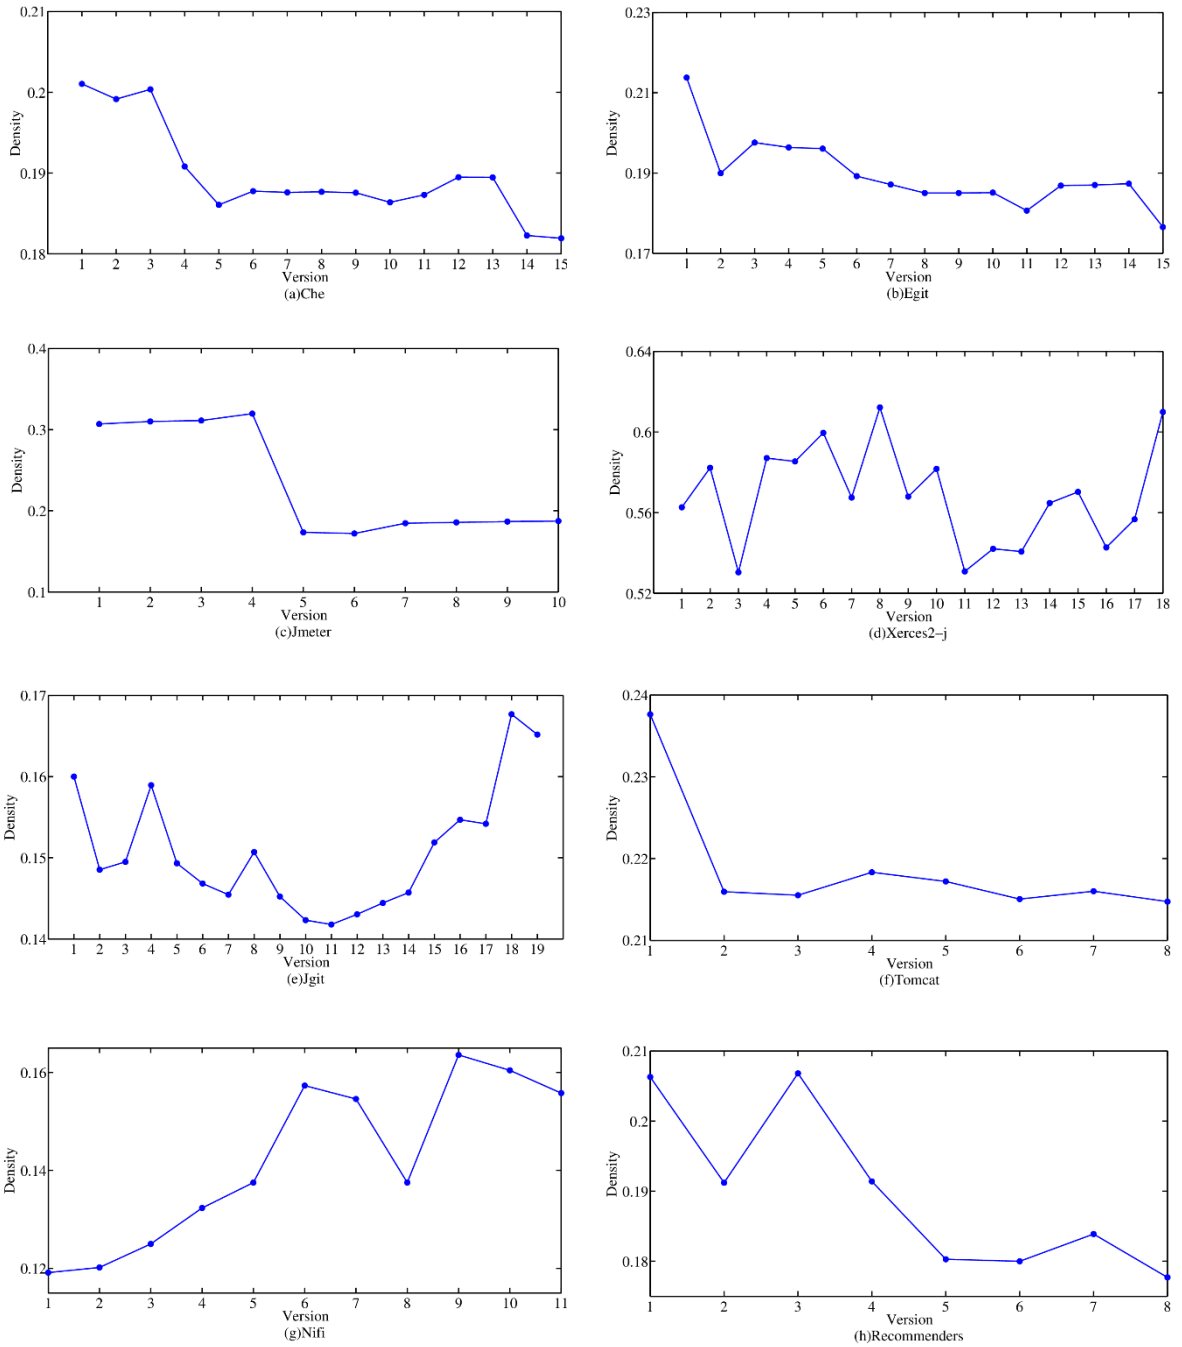 0.21
0.2
0.19
0.18
Density
1 2 3 4 5 6 7 8 9 10 11 12 13 14 15
Version
(a)Che
0.23
0.21
0.19
0.17
Density
1 2 3 4 5 6 7 8 9 10 11 12 13 14 15
Version
(b)Egit
0.4
0.3
0.2
0.1
Density
1 2 3 4 5 6 7 8 9 10
Version
(c)Jmeter
0.64
0.6
0.56
0.52
Density
1 2 3 4 5 6 7 8 9 10 11 12 13 14 15 16 17 18
Version
(d)Xerces2−j
0.17
0.16
0.15
0.14
Density
1 2 3 4 5 6 7 8 9 10 11 12 13 14 15 16 17 18 19
Version
(e)Jgit
0.24
0.23
0.22
0.21
Density
1 2 3 4 5 6 7 8
Version
(f)Tomcat
0.16
0.14
0.12
Density
1 2 3 4 5 6 7 8 9 10 11
Version
(g)Nifi
0.21
0.2
0.19
0.18
Density
1 2 3 4 5 6 7 8
Version
(h)Recommenders